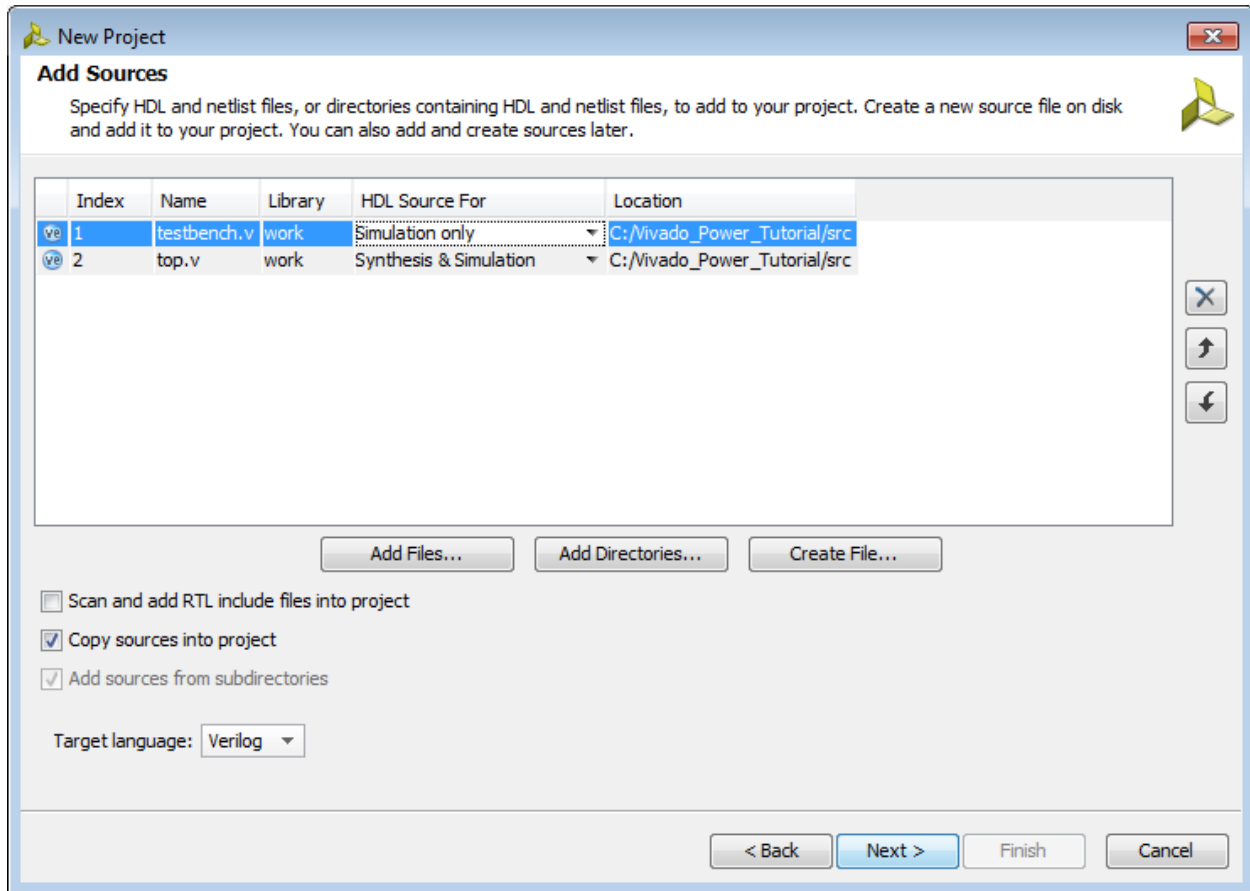 New Project
Add Sources
Specify HDL and netlist files, or directories containing HDL and netlist files, to add to your project. Create a new source file on disk
and add it to your project. You can also add and create sources later.
Index Name Library HDL Source For Location
ve 1 testbench.v work Simulation only C:/Vivado_Power_Tutorial/src
ve 2 top.v work Synthesis & Simulation C:/Vivado_Power_Tutorial/src
Add Files... Add Directories... Create File...
Scan and add RTL include files into project
Copy sources into project
Add sources from subdirectories
Target language: Verilog
< Back Next > Finish Cancel